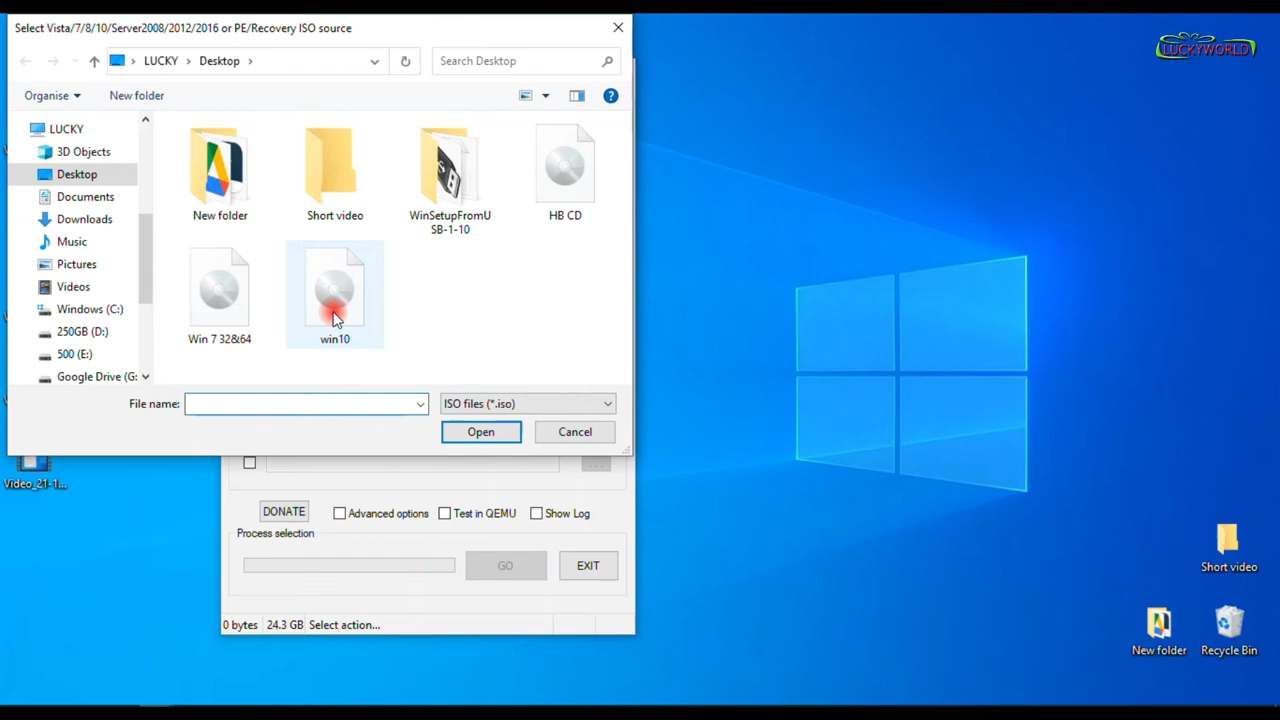 Select Vista/7/8/10/Server2008/2012/2016 or PE/Recovery ISO source
LUCKYWORLD
LUCKY
Desktop
Search Desktop
Organise
New folder
LUCKY
3D Objects
Desktop
Documents
Downloads
Music
Pictures
Videos
Windows (C:)
250GB (D:)
500 (E:)
Google Drive (G:
New folder
Short video
WinSetupFromU
SB-1-10
HB CD
Win 7 32&64
win10
File name:
ISO files (*.iso)
Open
Cancel
...
Video_21-1...
DONATE
Advanced options
Test in QEMU
Show Log
Process selection
GO
EXIT
0 bytes
24.3 GB
Select action...
Short video
New folder
Recycle Bin